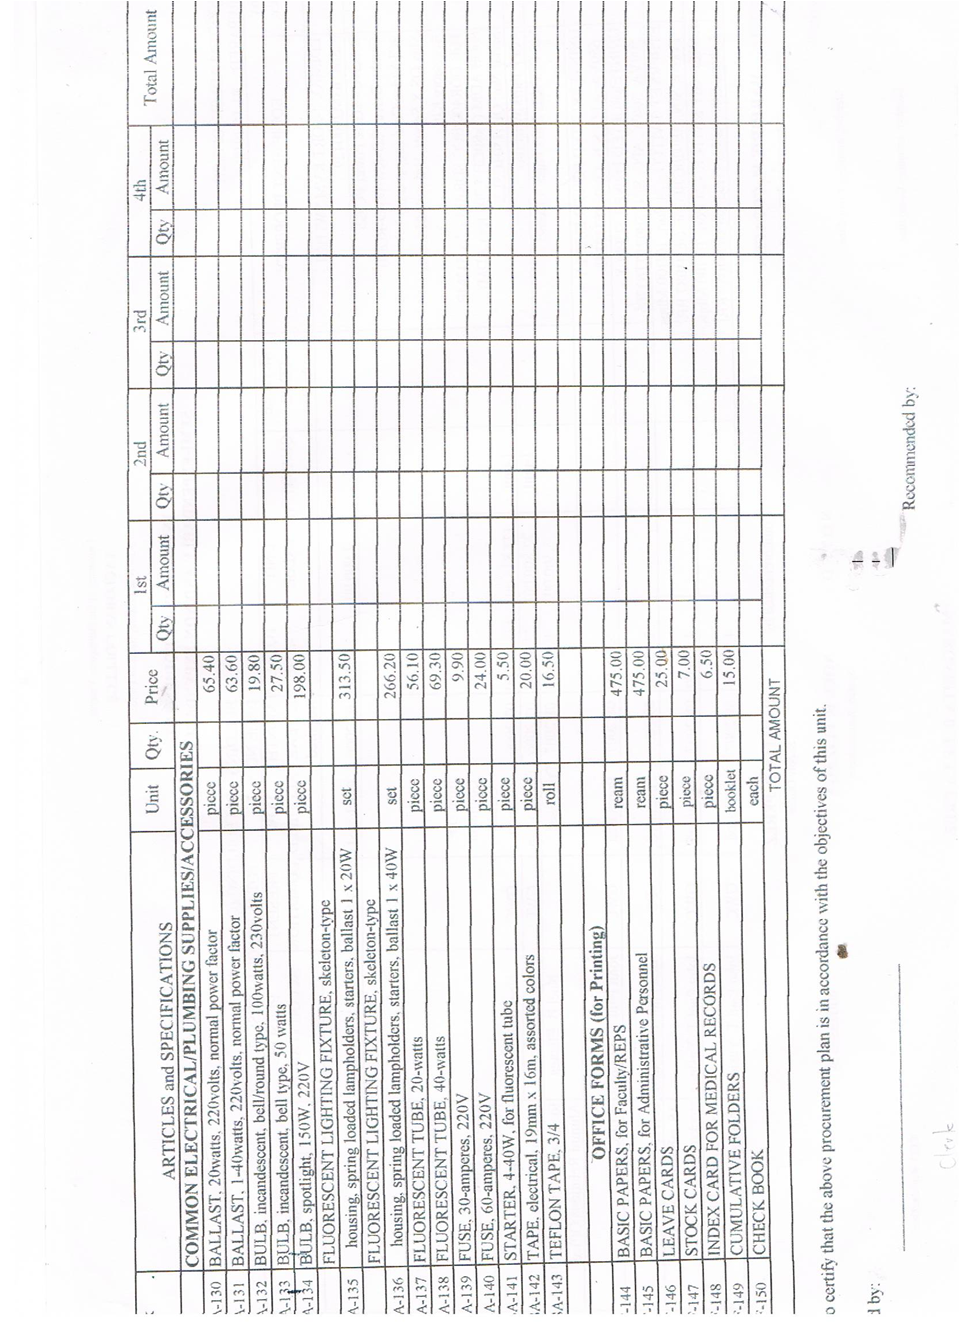 1st 2nd 3rd 4th
ARTICLES and SPECIFICATIONS Unit Qty. Price Qty Amount Qty Amount Qty Amount Qty Amount Total Amount
COMMON ELECTRICAL/PLUMBING SUPPLIES/ACCESSORIES
A-130 BALLAST, 20watts, 220volts, normal power factor piece 65.40
A-131 BALLAST, 1-40watts, 220volts, normal power factor piece 63.60
A-132 BULB, incandescent, bell/round type, 100watts, 230volts piece 19.80
A-133 BULB, incandescent, bell type, 50 watts piece 27.50
A-134 BULB, spotlight, 150W, 220V piece 198.00
FLUORESCENT LIGHTING FIXTURE, skeleton-type
A-135 housing, spring loaded lampholders, starters, ballast 1 x 20W set 313.50
FLUORESCENT LIGHTING FIXTURE, skeleton-type
A-136 housing, spring loaded lampholders, starters, ballast 1 x 40W set 266.20
A-137 FLUORESCENT TUBE, 20-watts piece 56.10
A-138 FLUORESCENT TUBE, 40-watts piece 69.30
A-139 FUSE, 30-amperes, 220V piece 9.90
A-140 FUSE, 60-amperes, 220V piece 24.00
A-141 STARTER, 4-40W, for fluorescent tube piece 5.50
A-142 TAPE, electrical, 19mm x 16m, assorted colors piece 20.00
A-143 TEFLON TAPE, 3/4 roll 16.50
OFFICE FORMS (for Printing)
-144 BASIC PAPERS, for Faculty/REPS ream 475.00
-145 BASIC PAPERS, for Administrative Personnel ream 475.00
-146 LEAVE CARDS piece 25.00
-147 STOCK CARDS piece 7.00
-148 INDEX CARD FOR MEDICAL RECORDS piece 6.50
-149 CUMULATIVE FOLDERS booklet 15.00
-150 CHECK BOOK each
TOTAL AMOUNT
o certify that the above procurement plan is in accordance with the objectives of this unit.
d by:
Recommended by: